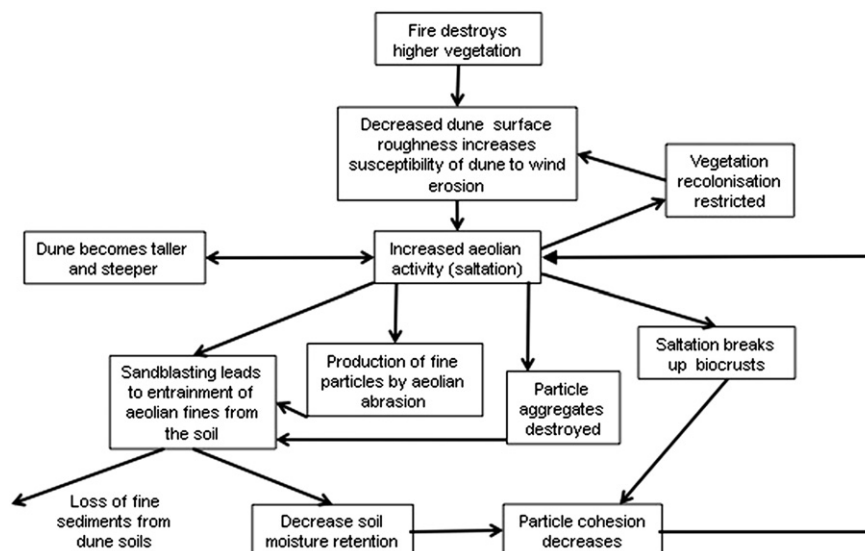 Fire destroys
higher vegetation
Decreased dune surface
roughness increases
susceptibility of dune to wind
erosion
Vegetation
recolonisation
restricted
Dune becomes taller
and steeper
Increased aeolian
activity (saltation)
Sandblasting leads
to entrainment of
aeolian fines from
the soil
Production of fine
particles by aeolian
abrasion
Particle
aggregates
destroyed
Saltation breaks
up biocrusts
Loss of fine
sediments from
dune soils
Decrease soil
moisture retention
Particle cohesion
decreases